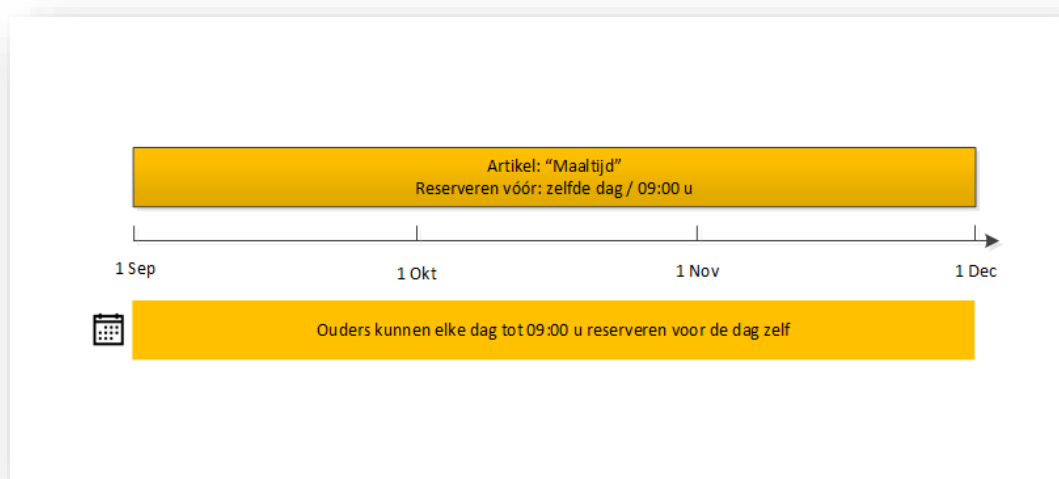 Artikel: “Maaltijd”
Reserveren vóór: zelfde dag / 09:00 u
1 Sep
1 Okt
1 Nov
1 Dec
Ouders kunnen elke dag tot 09:00 u reserveren voor de dag zelf